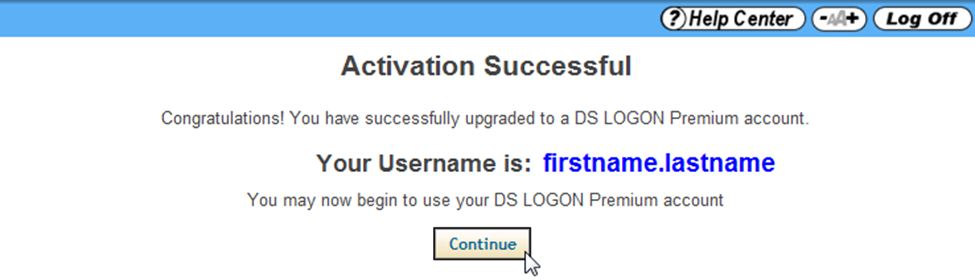 ? Help Center -AA+ Log Off
Activation Successful
Congratulations! You have successfully upgraded to a DS LOGON Premium account.
Your Username is: firstname.lastname
You may now begin to use your DS LOGON Premium account
Continue